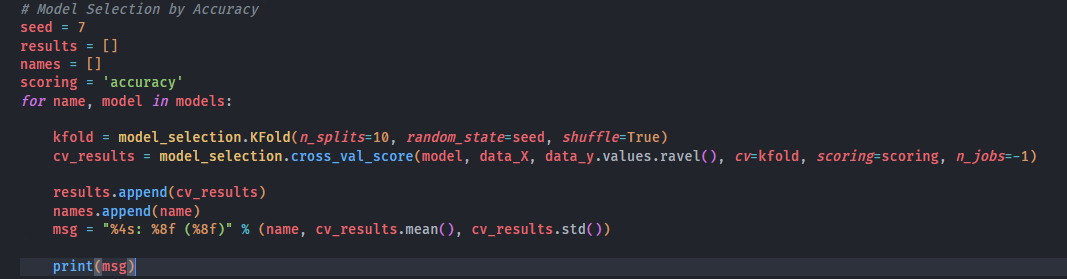 # Model Selection by Accuracy
seed = 7
results = []
names = []
scoring = 'accuracy'
for name, model in models:
    kfold = model_selection.KFold(n_splits=10, random_state=seed, shuffle=True)
    cv_results = model_selection.cross_val_score(model, data_X, data_y.values.ravel(), cv=kfold, scoring=scoring, n_jobs=-1)
    results.append(cv_results)
    names.append(name)
    msg = "%4s: %8f (%8f)" % (name, cv_results.mean(), cv_results.std())
    print(msg)